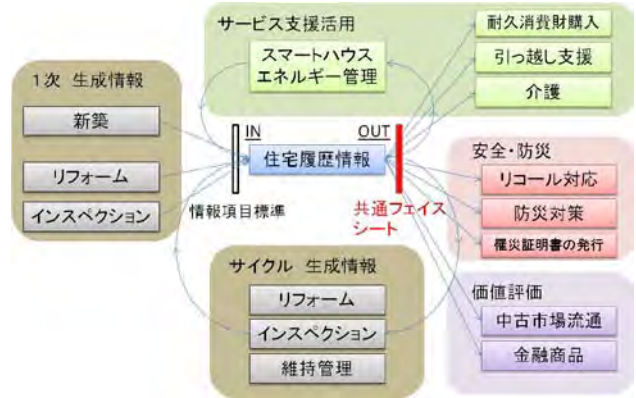 サービス支援活用
スマートハウス
エネルギー管理
耐久消費財購入
引っ越し支援
介護
1次 生成情報
新築
リフォーム
インスペクション
IN
OUT
住宅履歴情報
情報項目標準
共通フェイス
シート
安全・防災
リコール対応
防災対策
罹災証明書の発行
サイクル 生成情報
リフォーム
インスペクション
維持管理
価値評価
中古市場流通
金融商品